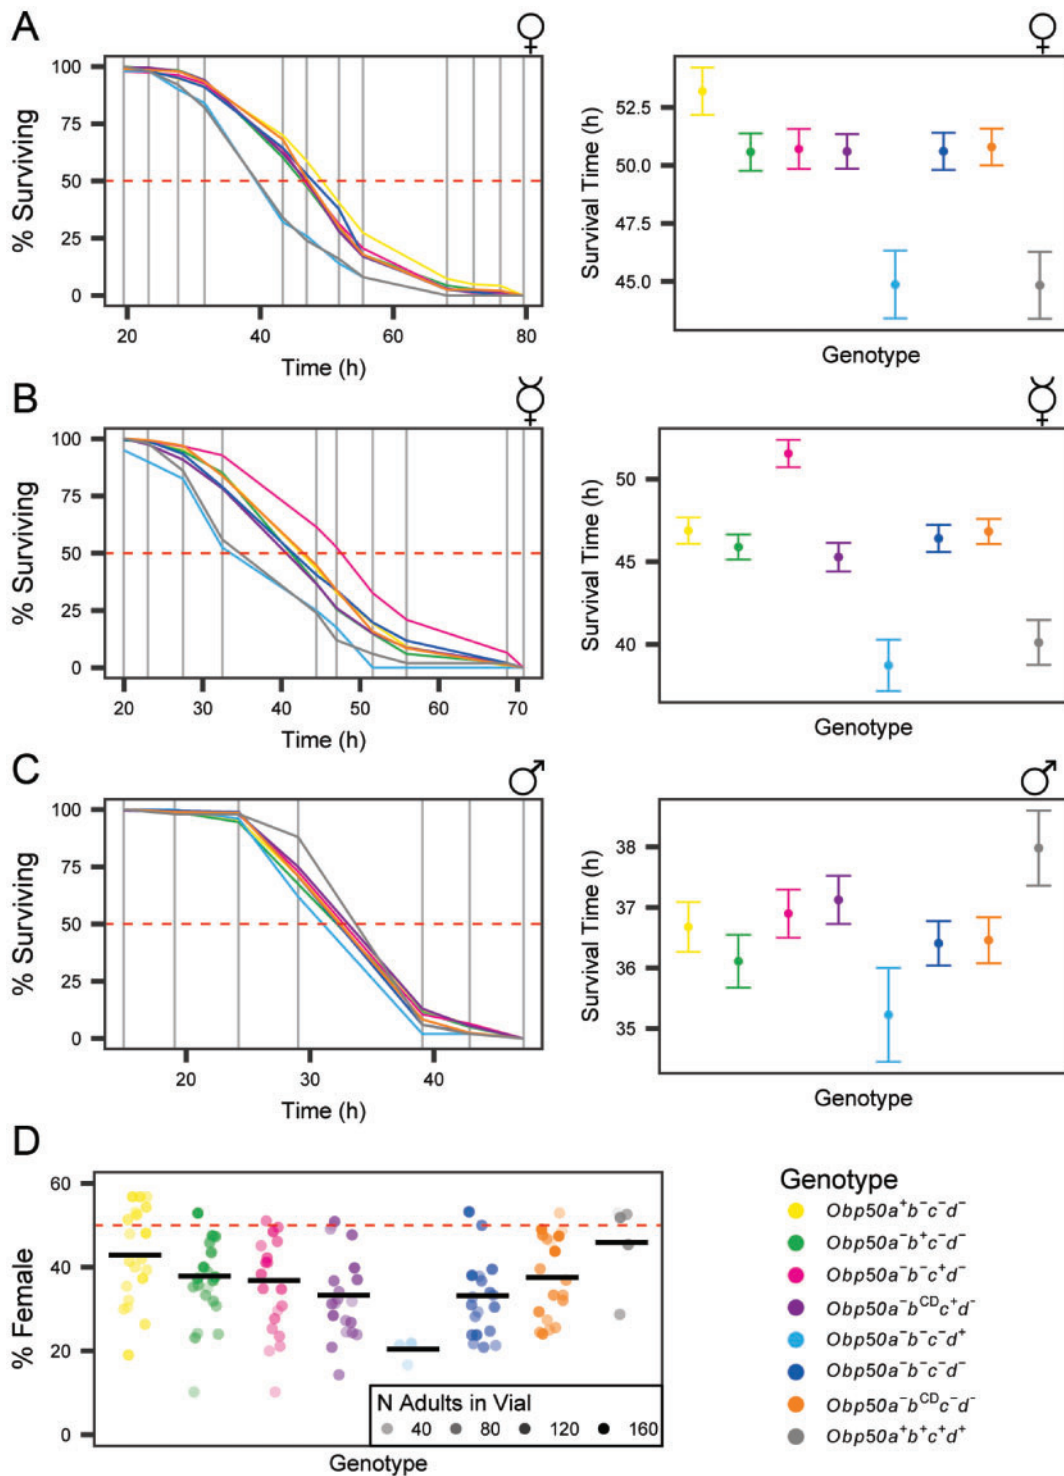 A
% Surviving
100
75
50
25
0
20 40 60 80
Time (h)
Survival Time (h)
52.5
50.0
47.5
45.0
Genotype
B
% Surviving
100
75
50
25
0
20 30 40 50 60 70
Time (h)
Survival Time (h)
50
45
40
Genotype
C
% Surviving
100
75
50
25
0
20 30 40
Time (h)
Survival Time (h)
38
37
36
35
Genotype
D
% Female
60
40
20
0
N Adults in Vial
40 80 120 160
Genotype
Genotype
Obp50a⁺b⁻c⁻d⁻
Obp50a⁻b⁺c⁻d⁻
Obp50a⁻b⁻c⁺d⁻
Obp50a⁻bᶜᴰc⁺d⁻
Obp50a⁻b⁻c⁻d⁺
Obp50a⁻b⁻c⁻d⁻
Obp50a⁻bᶜᴰc⁻d⁻
Obp50a⁺b⁺c⁺d⁺